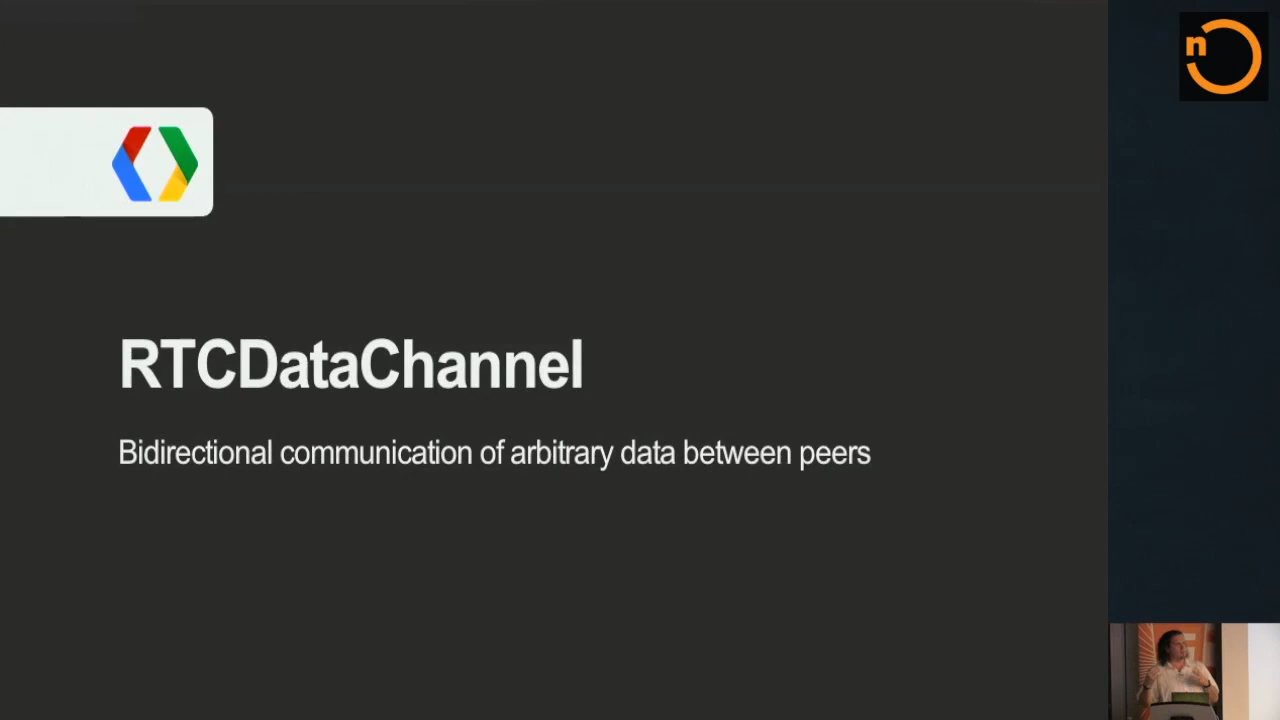 n
RTCDataChannel
Bidirectional communication of arbitrary data between peers